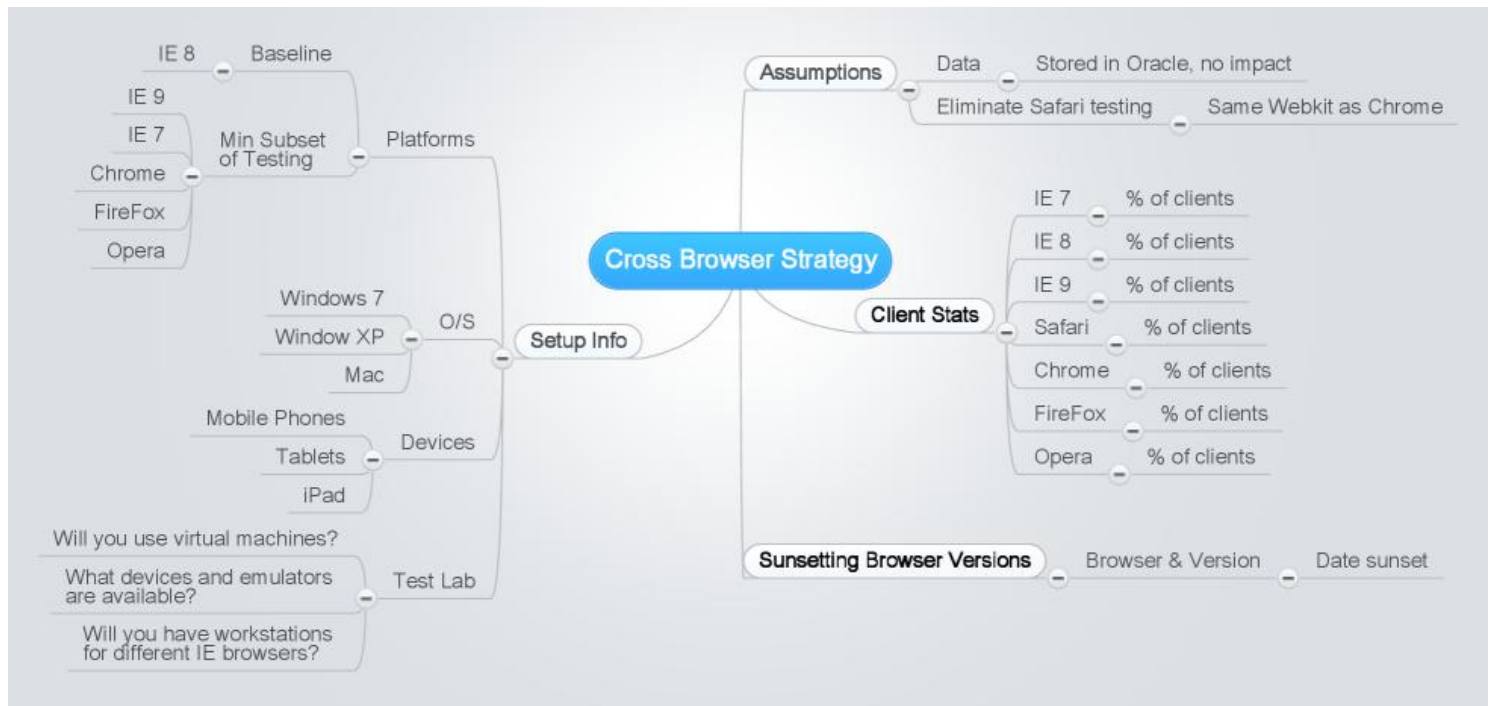 Cross Browser Strategy
Assumptions
Data
Stored in Oracle, no impact
Eliminate Safari testing
Same Webkit as Chrome
Client Stats
IE 7
% of clients
IE 8
% of clients
IE 9
% of clients
Safari
% of clients
Chrome
% of clients
FireFox
% of clients
Opera
% of clients
Sunsetting Browser Versions
Browser & Version
Date sunset
Setup Info
Platforms
Baseline
IE 8
Min Subset
of Testing
IE 9
IE 7
Chrome
FireFox
Opera
O/S
Windows 7
Window XP
Mac
Devices
Mobile Phones
Tablets
iPad
Test Lab
Will you use virtual machines?
What devices and emulators
are available?
Will you have workstations
for different IE browsers?